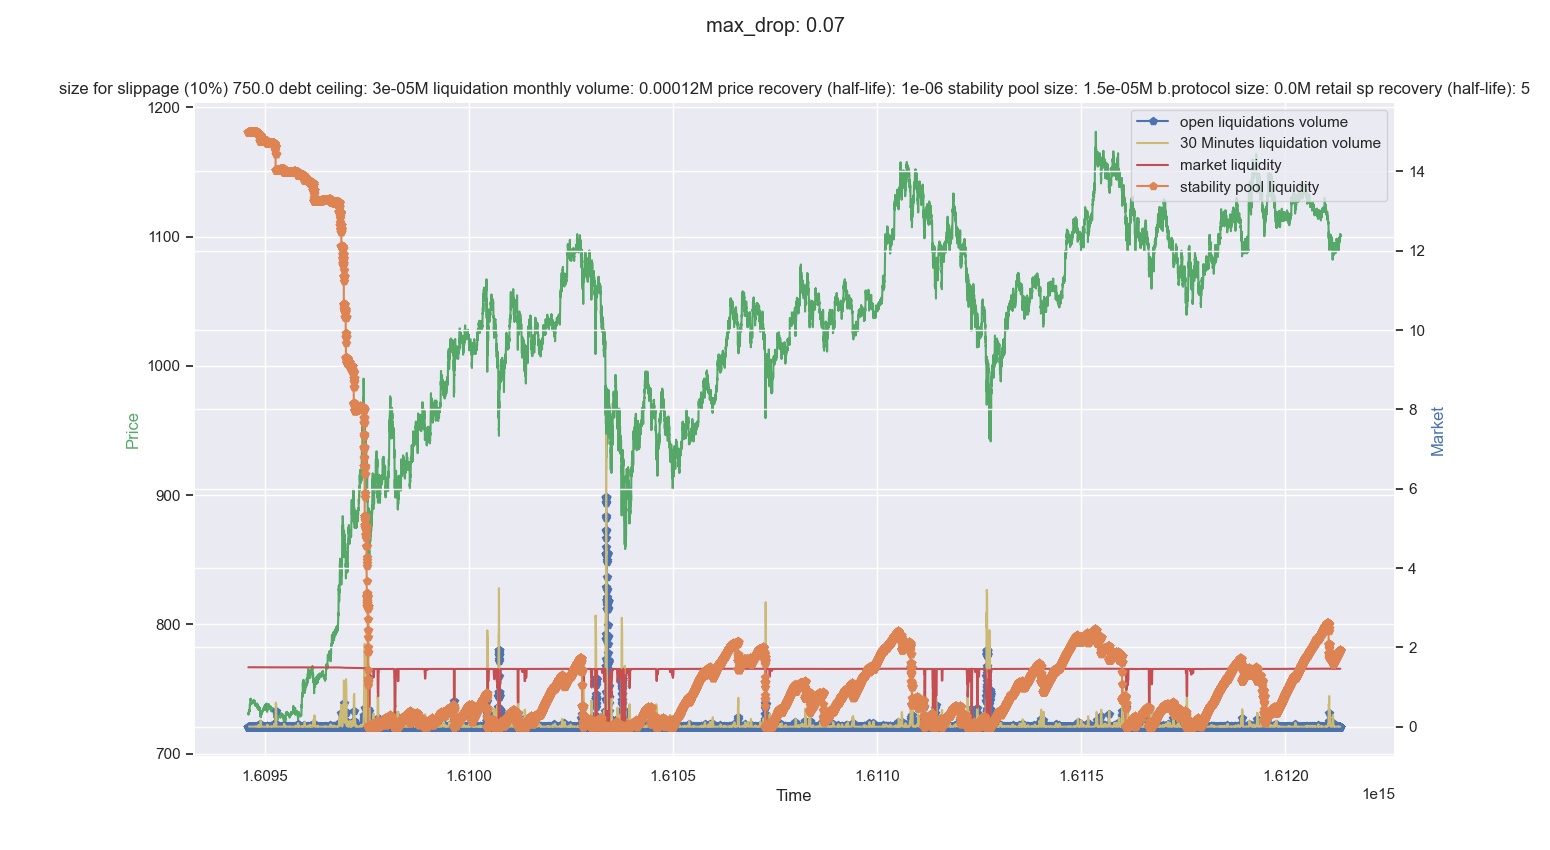 max_drop: 0.07
size for slippage (10%) 750.0 debt ceiling: 3e-05M liquidation monthly volume: 0.00012M price recovery (half-life): 1e-06 stability pool size: 1.5e-05M b.protocol size: 0.0M retail sp recovery (half-life): 5
open liquidations volume
30 Minutes liquidation volume
market liquidity
stability pool liquidity
1200
1100
1000
900
800
700
Price
14
12
10
8
6
4
2
0
Market
1.6095
1.6100
1.6105
1.6110
1.6115
1.6120
1e15
Time